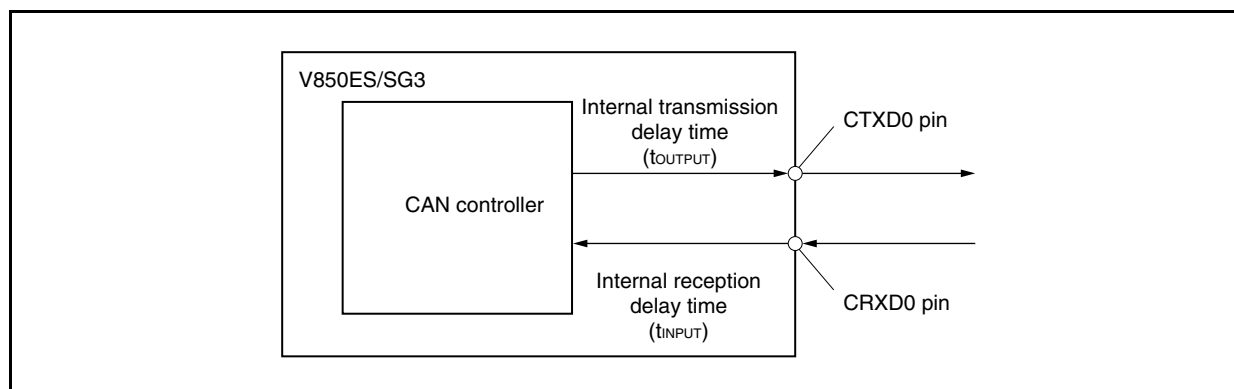 V850ES/SG3
Internal transmission
delay time
(tOUTPUT)
CTXD0 pin
CAN controller
Internal reception
delay time
(tINPUT)
CRXD0 pin